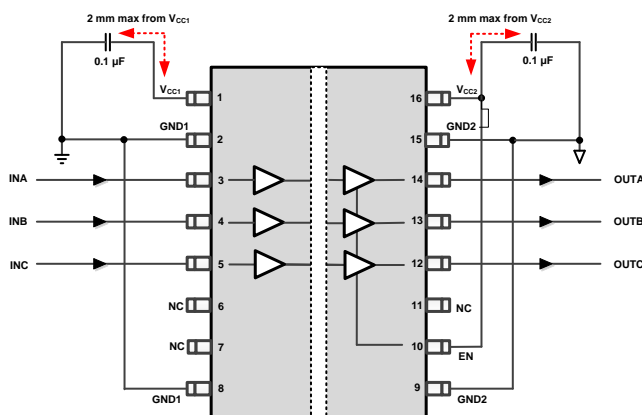 2 mm max from VCC1
2 mm max from VCC2
0.1 µF
0.1 µF
VCC1
1
16
VCC2
GND1
2
15
GND2
INA
3
14
OUTA
INB
4
13
OUTB
INC
5
12
OUTC
NC
6
11
NC
NC
7
10
EN
GND1
8
9
GND2